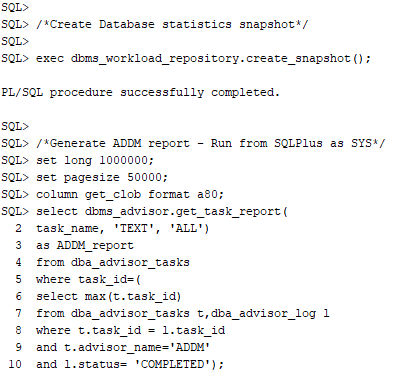 SQL>
SQL> /*Create Database statistics snapshot*/
SQL>
SQL> exec dbms_workload_repository.create_snapshot();
PL/SQL procedure successfully completed.
SQL>
SQL> /*Generate ADDM report - Run from SQLPlus as SYS*/
SQL> set long 1000000;
SQL> set pagesize 50000;
SQL> column get_clob format a80;
SQL> select dbms_advisor.get_task_report(
2 task_name, 'TEXT', 'ALL')
3 as ADDM_report
4 from dba_advisor_tasks
5 where task_id=(
6 select max(t.task_id)
7 from dba_advisor_tasks t,dba_advisor_log l
8 where t.task_id = l.task_id
9 and t.advisor_name='ADDM'
10 and l.status= 'COMPLETED');